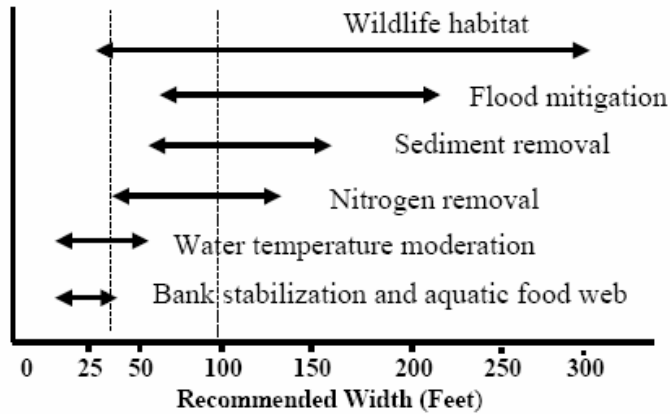 Wildlife habitat
Flood mitigation
Sediment removal
Nitrogen removal
Water temperature moderation
Bank stabilization and aquatic food web
0 25 50 100 150 200 250 300
Recommended Width (Feet)